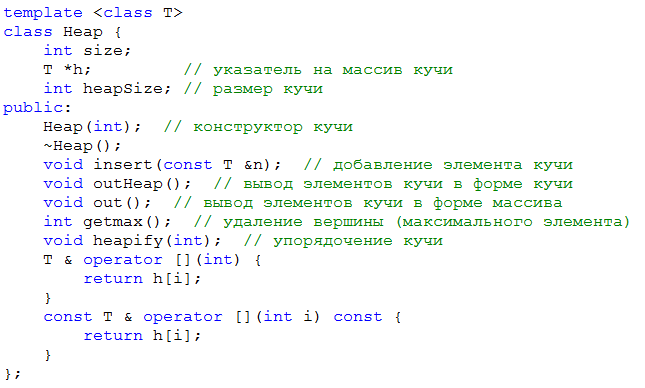 template <class T>
class Heap {
    int size;
    T *h;         // указатель на массив кучи
    int heapSize; // размер кучи
public:
    Heap(int);  // конструктор кучи
    ~Heap();
    void insert(const T &n);  // добавление элемента кучи
    void outHeap();  // вывод элементов кучи в форме кучи
    void out();  // вывод элементов кучи в форме массива
    int getmax();  // удаление вершины (максимального элемента)
    void heapify(int);  // упорядочение кучи
    T & operator [](int) {
        return h[i];
    }
    const T & operator [](int i) const {
        return h[i];
    }
};